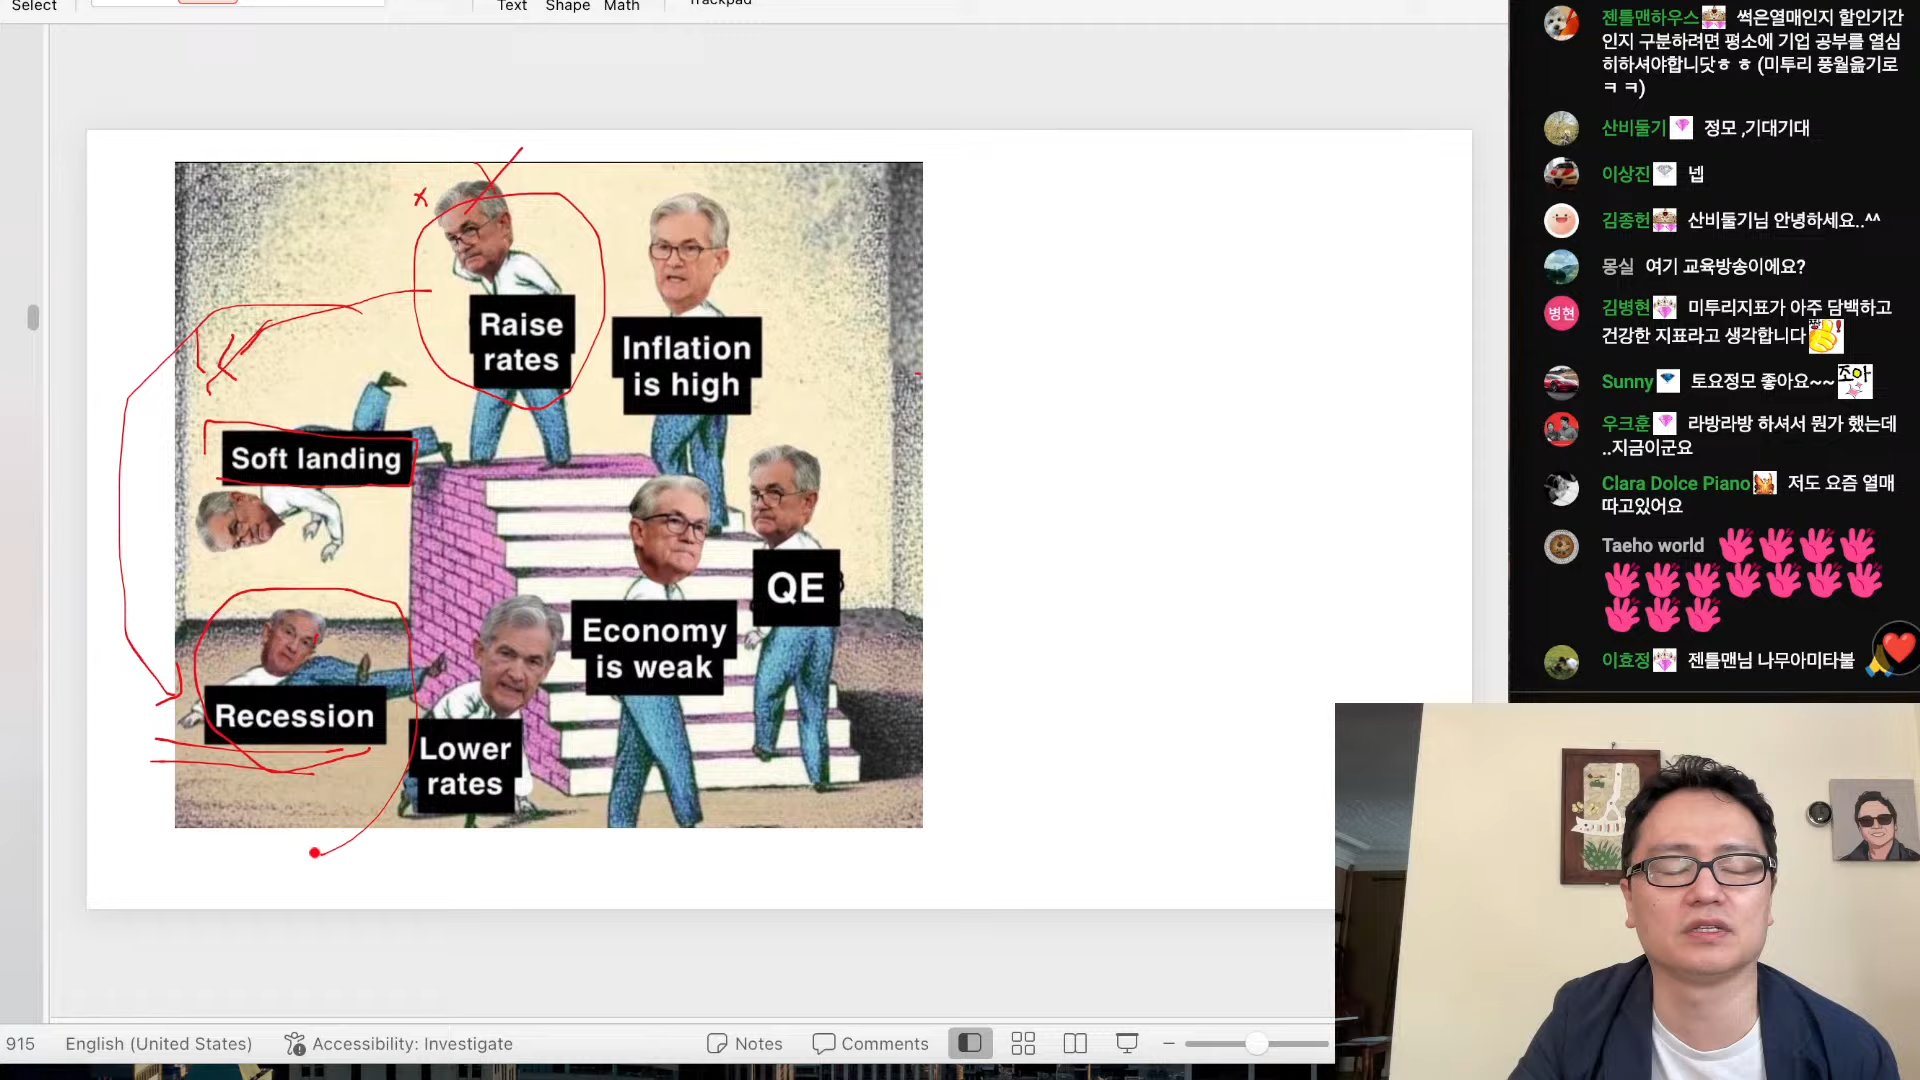 Select
Text Shape Math
Trackpad
Raise
rates
Inflation
is high
Soft landing
QE
Economy
is weak
Recession
Lower
rates
젠틀맨하우스 썩은열매인지 할인기간
인지 구분하려면 평소에 기업 공부를 열심
히하셔야합니닷ㅎ ㅎ (미투리 풍월읊기로
ㅋ ㅋ)
산비둘기 정모 ,기대기대
이상진 넵
김종헌 산비둘기님 안녕하세요..^^
몽실 여기 교육방송이에요?
병현
김병현 미투리지표가 아주 담백하고
건강한 지표라고 생각합니다
Sunny 토요정모 좋아요~~ 조아
우크훈 라방라방 하셔서 뭔가 했는데
..지금이군요
Clara Dolce Piano 저도 요즘 열매
따고있어요
Taeho world
이효정 젠틀맨님 나무아미타불
915 English (United States) Accessibility: Investigate Notes Comments